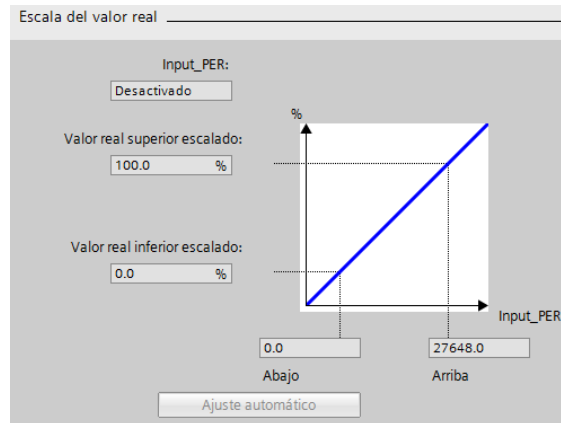 Escala del valor real
Input_PER:
Desactivado
%
Valor real superior escalado:
100.0 %
Valor real inferior escalado:
0.0 %
Input_PER
0.0
27648.0
Abajo
Arriba
Ajuste automático